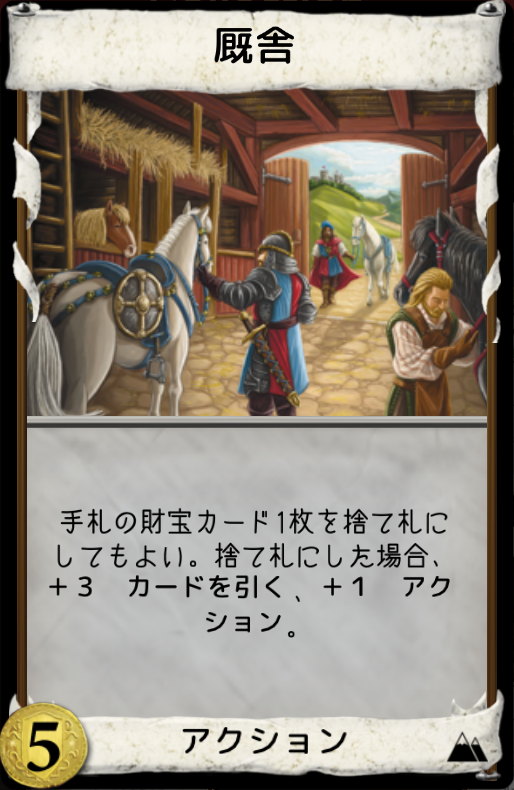 厩舎
手札の財宝カード1枚を捨て札に
してもよい。捨て札にした場合、
＋３　カードを引く、＋１　アク
ション。
5
アクション